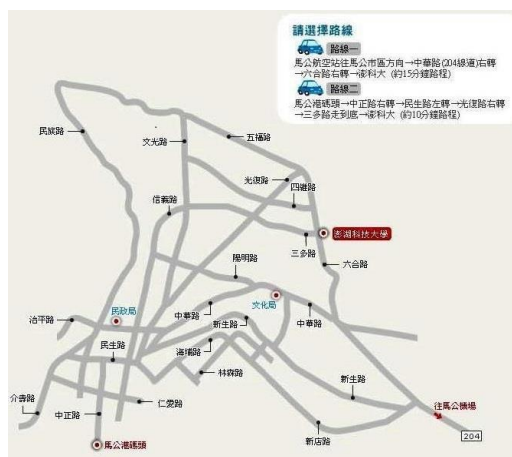 請選擇路線
路線一
馬公航空站往馬公市區方向→中華路(204線道)右轉
→六合路右轉→澎科大 (約15分鐘路程)
路線二
馬公港碼頭→中正路右轉→民生路左轉→光復路右轉
→三多路走到底→澎科大 (約10分鐘路程)
民族路
文光路
五福路
光復路
四維路
信義路
澎湖科技大學
三多路
六合路
陽明路
民政局
文化局
治平路
中華路
新生路
中華路
民生路
海埔路
林森路
新生路
介壽路
中正路
仁愛路
往馬公機場
新店路
204
馬公港碼頭